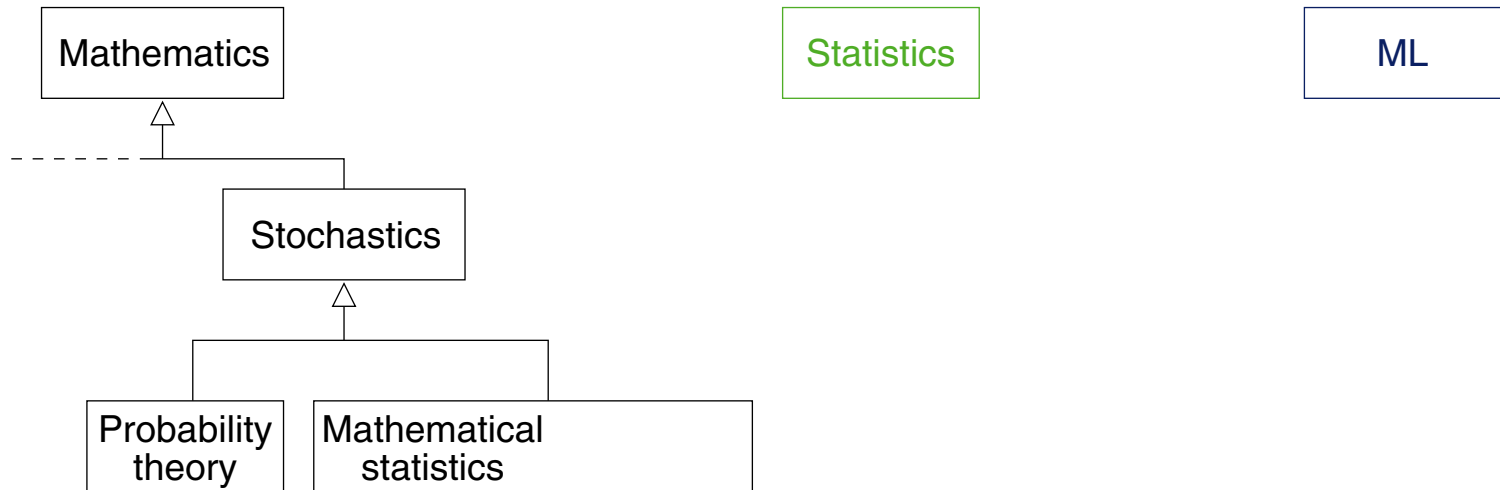 Mathematics
Statistics
ML
Stochastics
Probability
theory
Mathematical
statistics